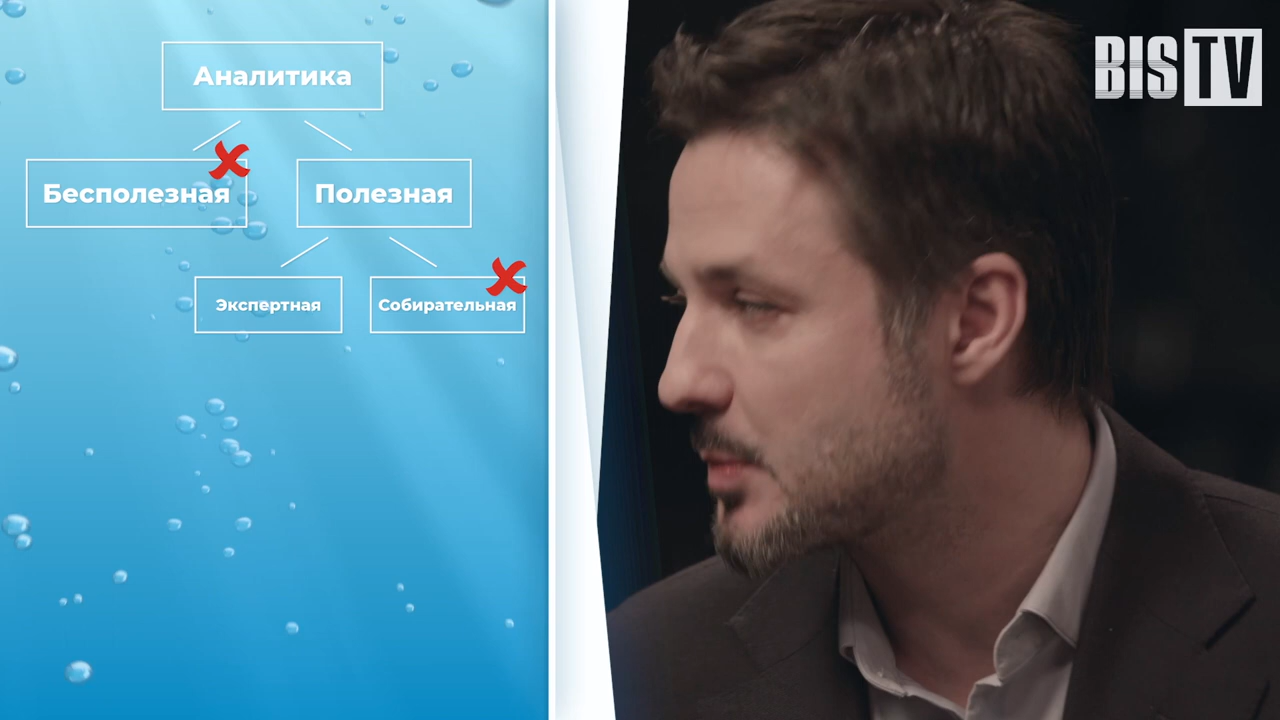 Аналитика
Бесполезная
Полезная
Экспертная
Собирательная
BIS TV